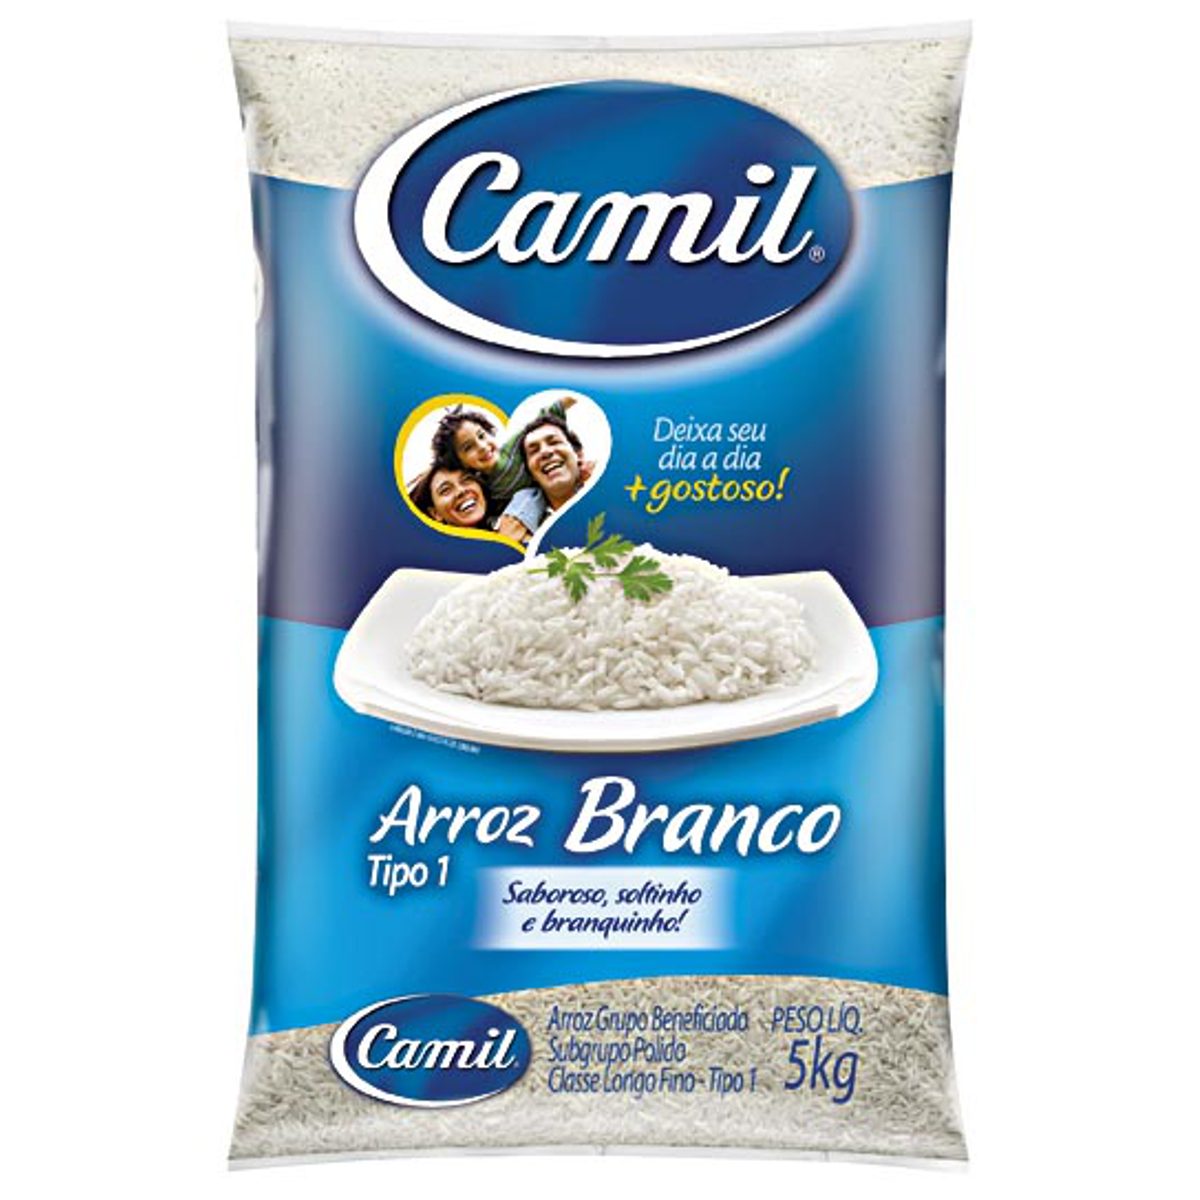 Camil®
Deixa seu
dia a dia
+gostoso!
Arroz Branco
Tipo 1
Saboroso, soltinho
e branquinho!
Camil
Arroz Grupo Beneficiado
Subgrupo Polido
Classe Longo Fino - Tipo 1
PESO LÍQ.
5kg